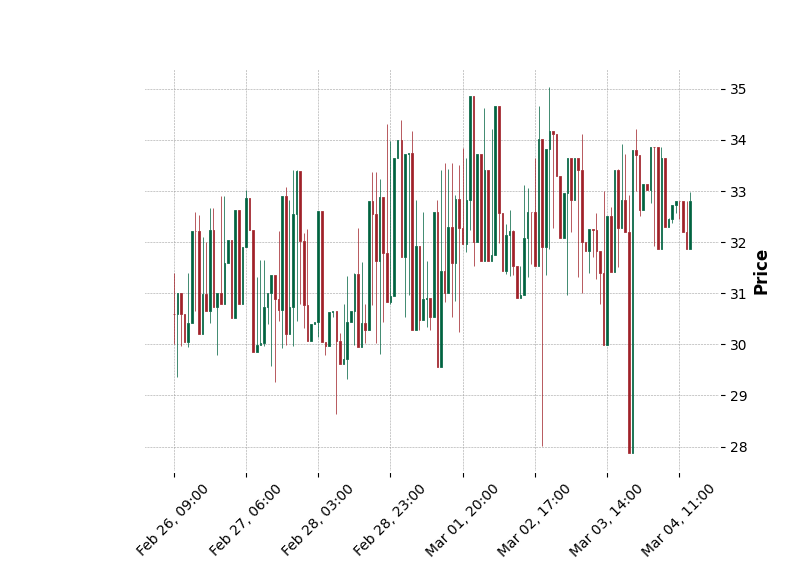 35
34
33
32
31
30
29
28
Price
Feb 26, 09:00
Feb 27, 06:00
Feb 28, 03:00
Feb 28, 23:00
Mar 01, 20:00
Mar 02, 17:00
Mar 03, 14:00
Mar 04, 11:00